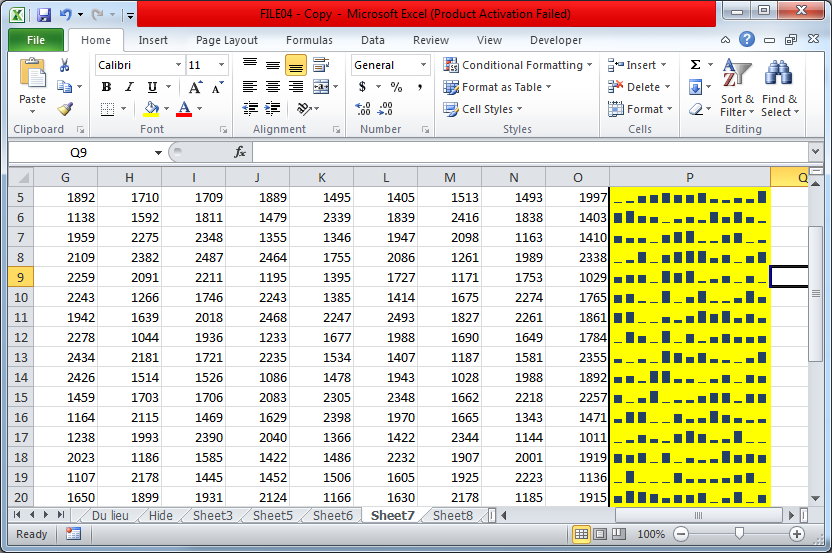 FILE04 - Copy - Microsoft Excel (Product Activation Failed)
File Home Insert Page Layout Formulas Data Review View Developer
Paste
Calibri 11
B I U
A A
A
General
$ % ,
.0 .00
.00 .0
Conditional Formatting
Format as Table
Cell Styles
Insert
Delete
Format
Σ
Sort & Filter
Find & Select
Clipboard Font Alignment Number Styles Cells Editing
Q9 fx
G H I J K L M N O P Q
5 1892 1710 1709 1889 1495 1405 1513 1493 1997
6 1138 1592 1811 1479 2339 1839 2416 1838 1403
7 1959 2275 2348 1355 1346 1947 2098 1163 1410
8 2109 2382 2487 2464 1755 2086 1261 1989 2338
9 2259 2091 2211 1195 1395 1727 1171 1753 1029
10 2243 1266 1746 2243 1385 1414 1675 2274 1765
11 1942 1639 2018 2468 2247 2493 1827 2261 1861
12 2278 1044 1936 1233 1677 1988 1690 1649 1784
13 2434 2181 1721 2235 1534 1407 1187 1581 2355
14 2426 1514 1526 1086 1478 1943 1028 1988 1892
15 1459 1703 1706 2083 2305 2348 1662 2218 2257
16 1164 2115 1469 1629 2398 1970 1665 1343 1471
17 1238 1993 2390 2040 1366 1422 2344 1144 1011
18 2023 1186 1585 1422 1486 2232 1907 2001 1919
19 1107 2178 1445 1452 1506 1605 1925 2223 1136
20 1650 1899 1931 2124 1166 1630 2178 1185 1915
Du lieu Hide Sheet3 Sheet5 Sheet6 Sheet7 Sheet8
Ready 100%